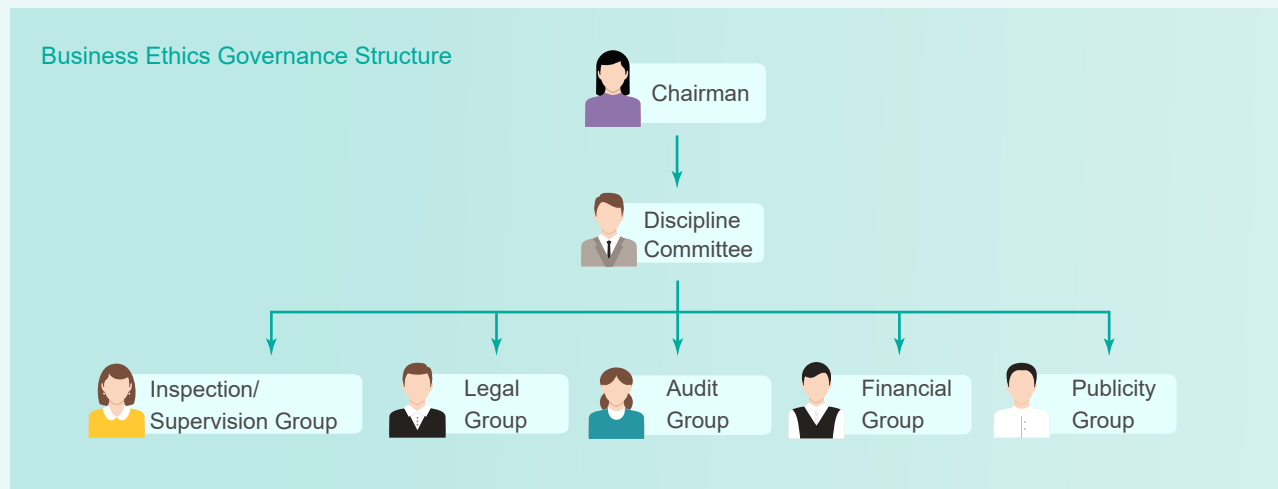 Business Ethics Governance Structure
Chairman
Discipline
Committee
Inspection/
Supervision Group
Legal
Group
Audit
Group
Financial
Group
Publicity
Group